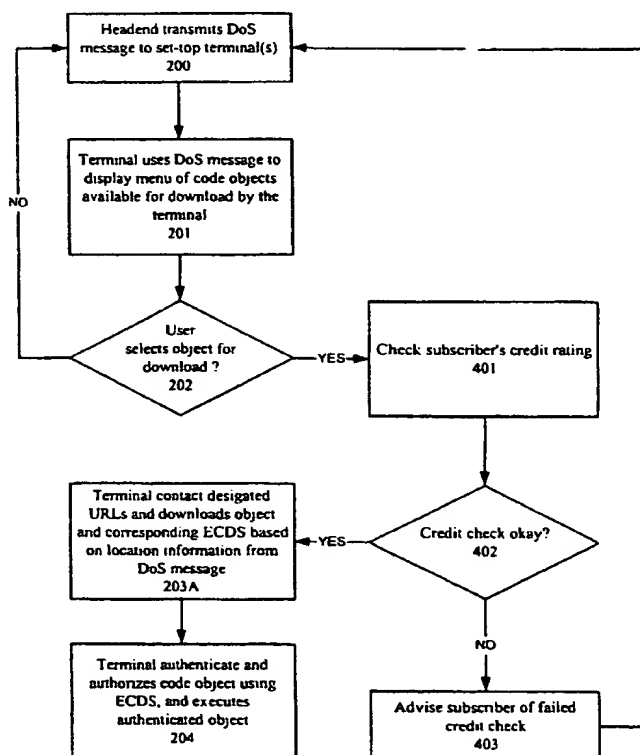 Headend transmits DoS
message to set-top terminal(s)
200
Terminal uses DoS message to
display menu of code objects
available for download by the
terminal
201
NO
User
selects object for
download ?
202
YES
Check subscriber's credit rating
401
Terminal contact desigated
URLs and downloads object
and corresponding ECDS based
on location information from
DoS message
203A
YES
Credit check okay?
402
NO
Terminal authenticate and
authorizes code object using
ECDS, and executes
authenticated object
204
Advise subscriber of failed
credit check
403